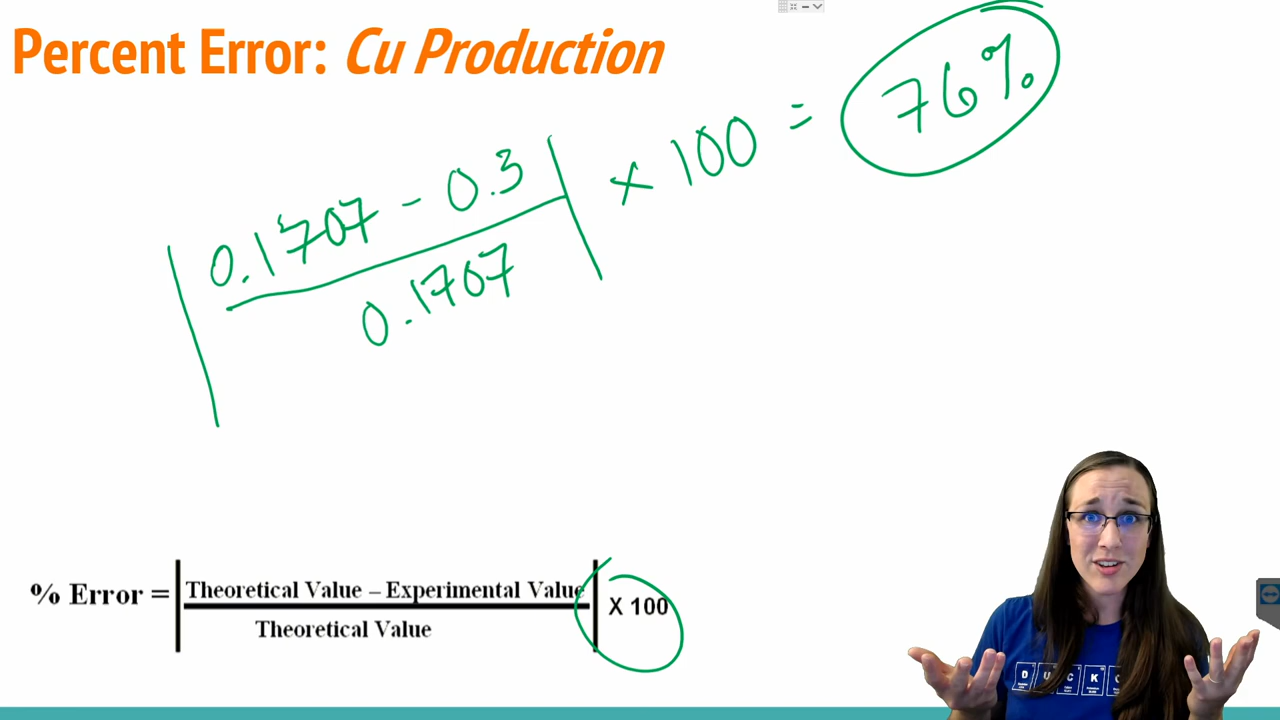 Percent Error: Cu Production
| 0.1707 - 0.3 | × 100 = 76%
0.1707
% Error = | Theoretical Value – Experimental Value | X 100
Theoretical Value
D U C K